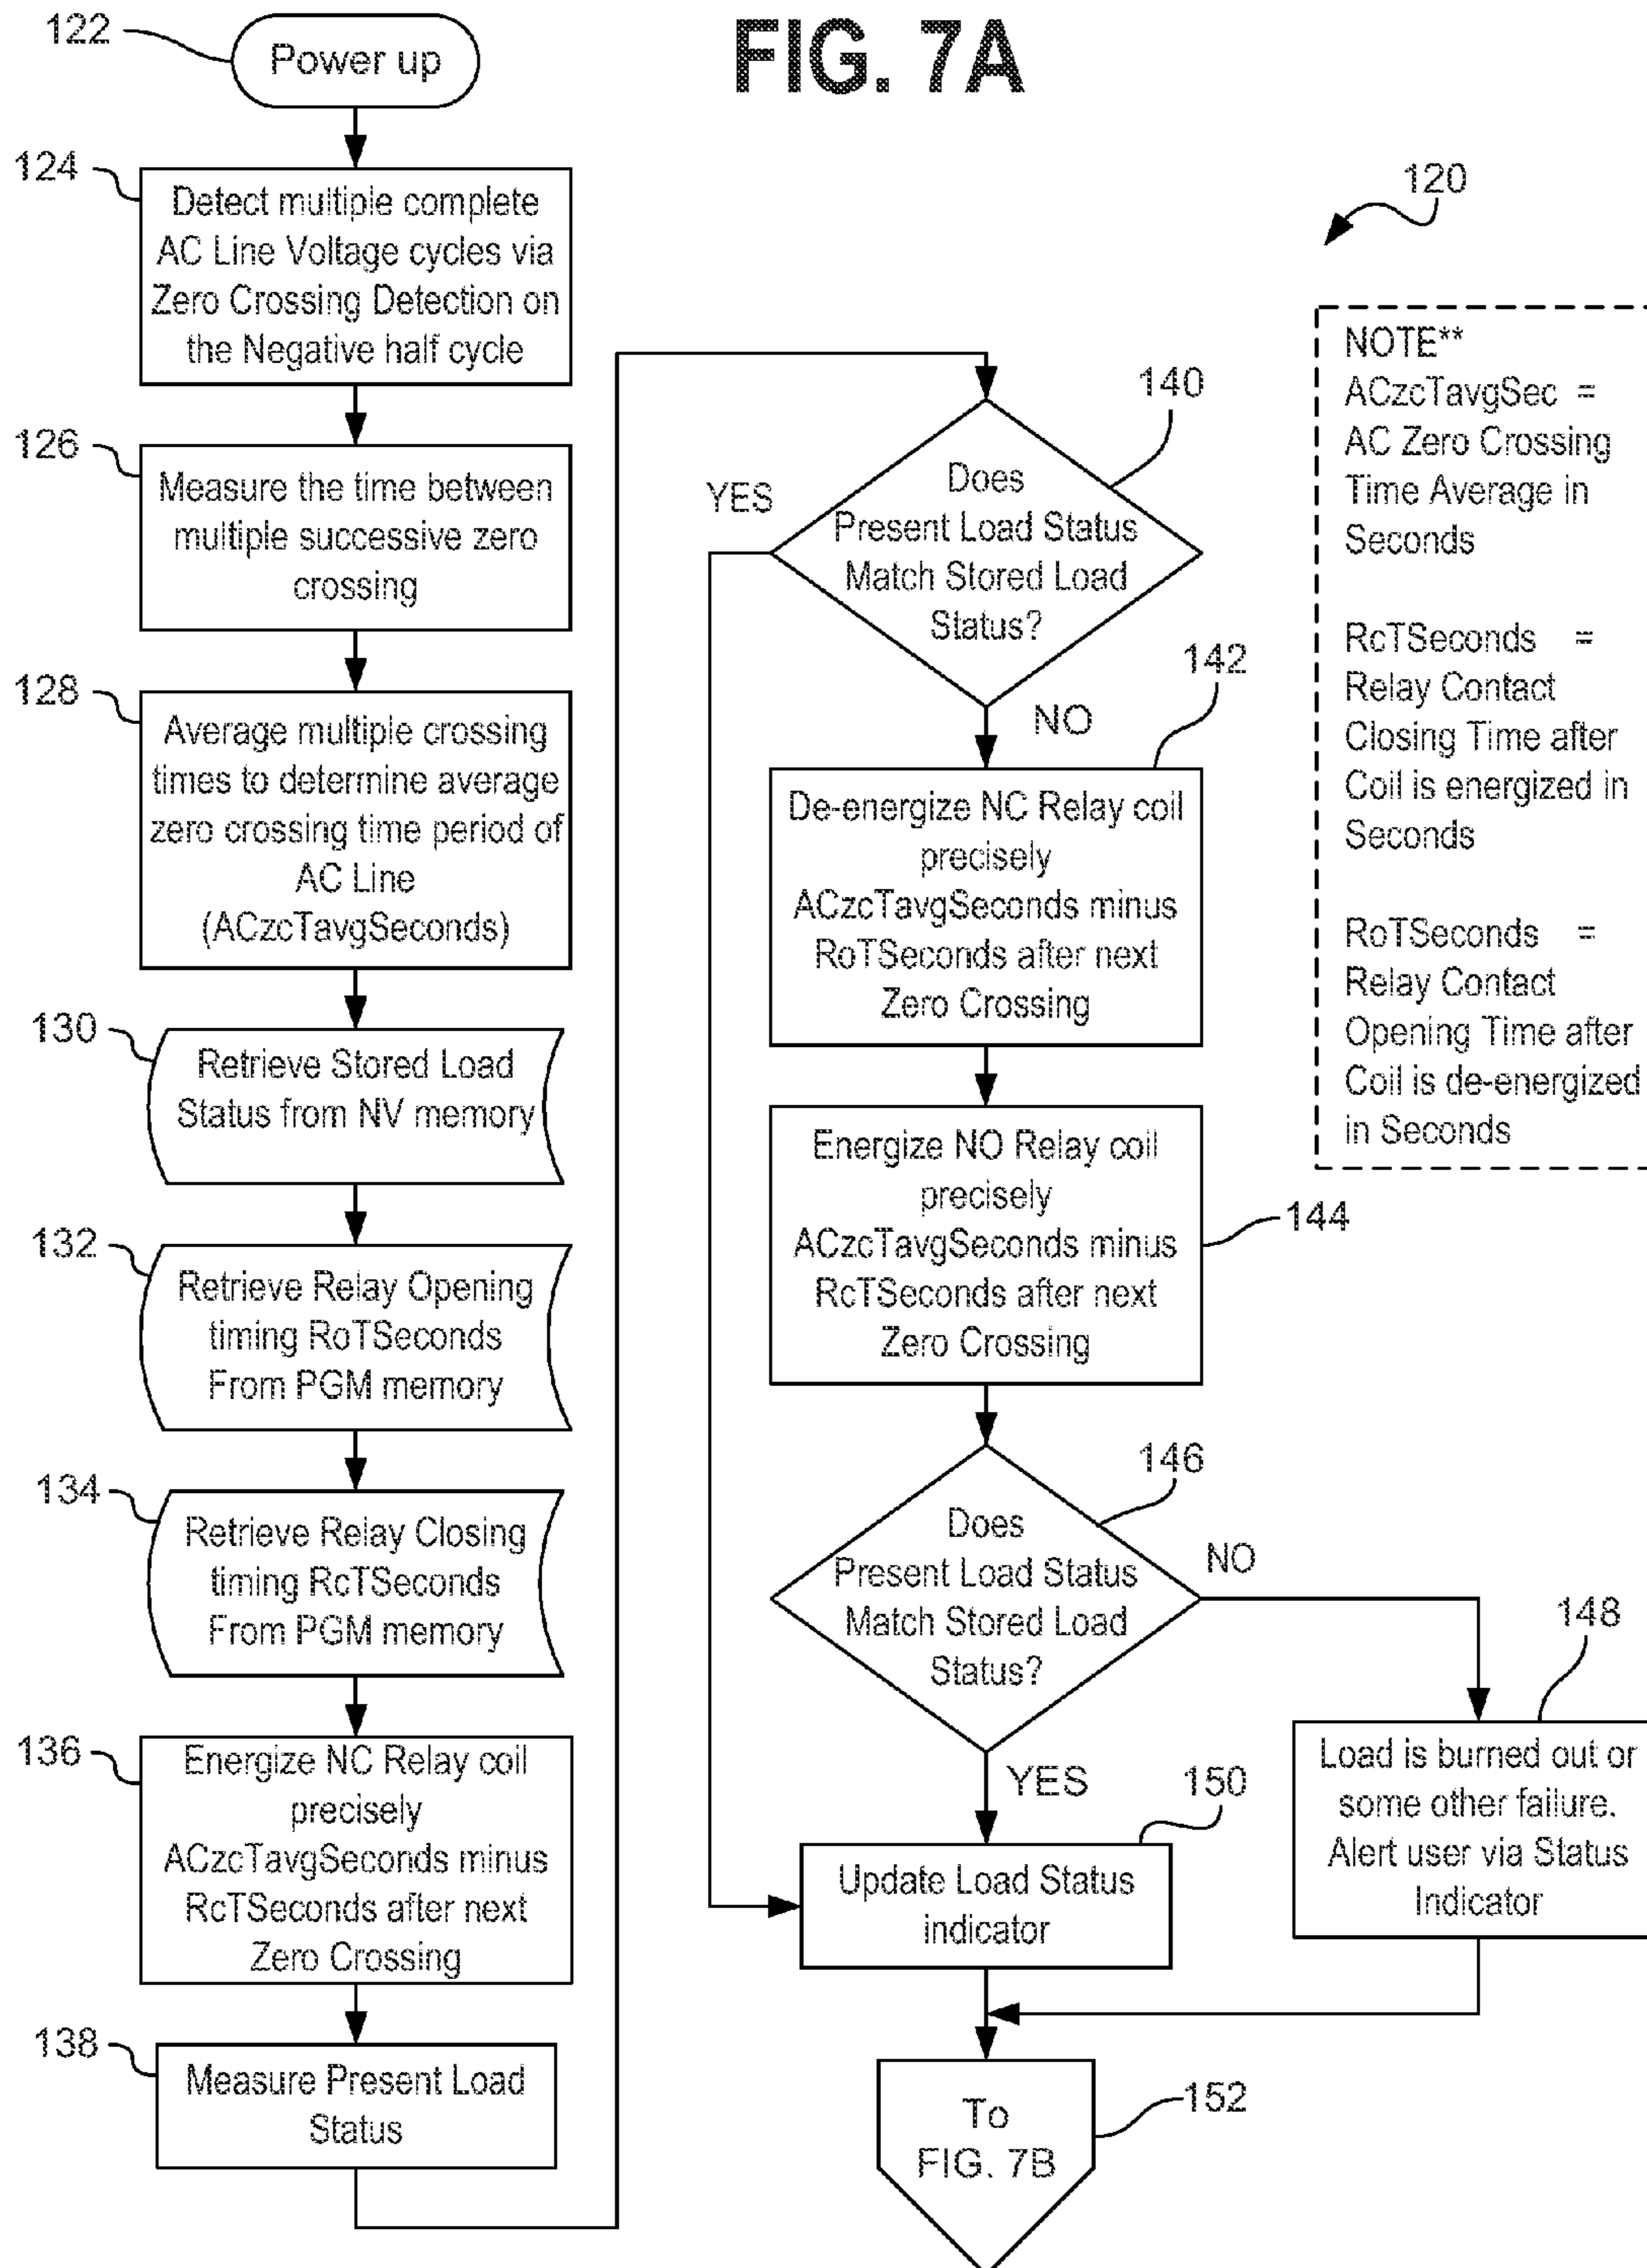 FIG. 7A
122
Power up
124
Detect multiple complete
AC Line Voltage cycles via
Zero Crossing Detection on
the Negative half cycle
126
Measure the time between
multiple successive zero
crossing
128
Average multiple crossing
times to determine average
zero crossing time period of
AC Line
(ACzcTavgSeconds)
130
Retrieve Stored Load
Status from NV memory
132
Retrieve Relay Opening
timing RoTSeconds
From PGM memory
134
Retrieve Relay Closing
timing RcTSeconds
From PGM memory
136
Energize NC Relay coil
precisely
ACzcTavgSeconds minus
RcTSeconds after next
Zero Crossing
138
Measure Present Load
Status
140
Does
Present Load Status
Match Stored Load
Status?
YES
NO
142
De-energize NC Relay coil
precisely
ACzcTavgSeconds minus
RoTSeconds after next
Zero Crossing
144
Energize NO Relay coil
precisely
ACzcTavgSeconds minus
RcTSeconds after next
Zero Crossing
146
Does
Present Load Status
Match Stored Load
Status?
NO
YES
148
Load is burned out or
some other failure.
Alert user via Status
Indicator
150
Update Load Status
indicator
152
To
FIG. 7B
120
NOTE**
ACzcTavgSec =
AC Zero Crossing
Time Average in
Seconds
RcTSeconds =
Relay Contact
Closing Time after
Coil is energized in
Seconds
RoTSeconds =
Relay Contact
Opening Time after
Coil is de-energized
in Seconds